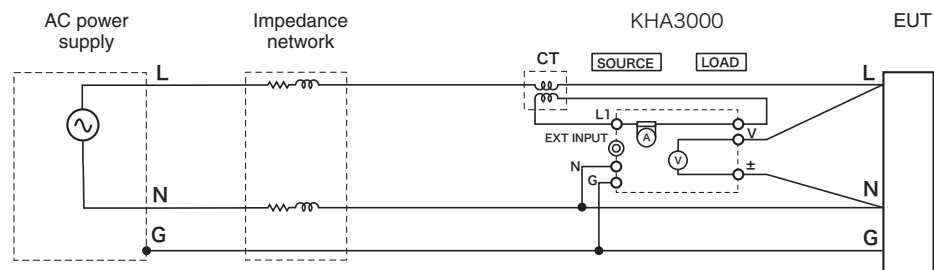 AC power
supply
Impedance
network
KHA3000
EUT
CT
SOURCE
LOAD
L
L
L1
A
V
EXT INPUT
V
N
±
G
N
N
G
G